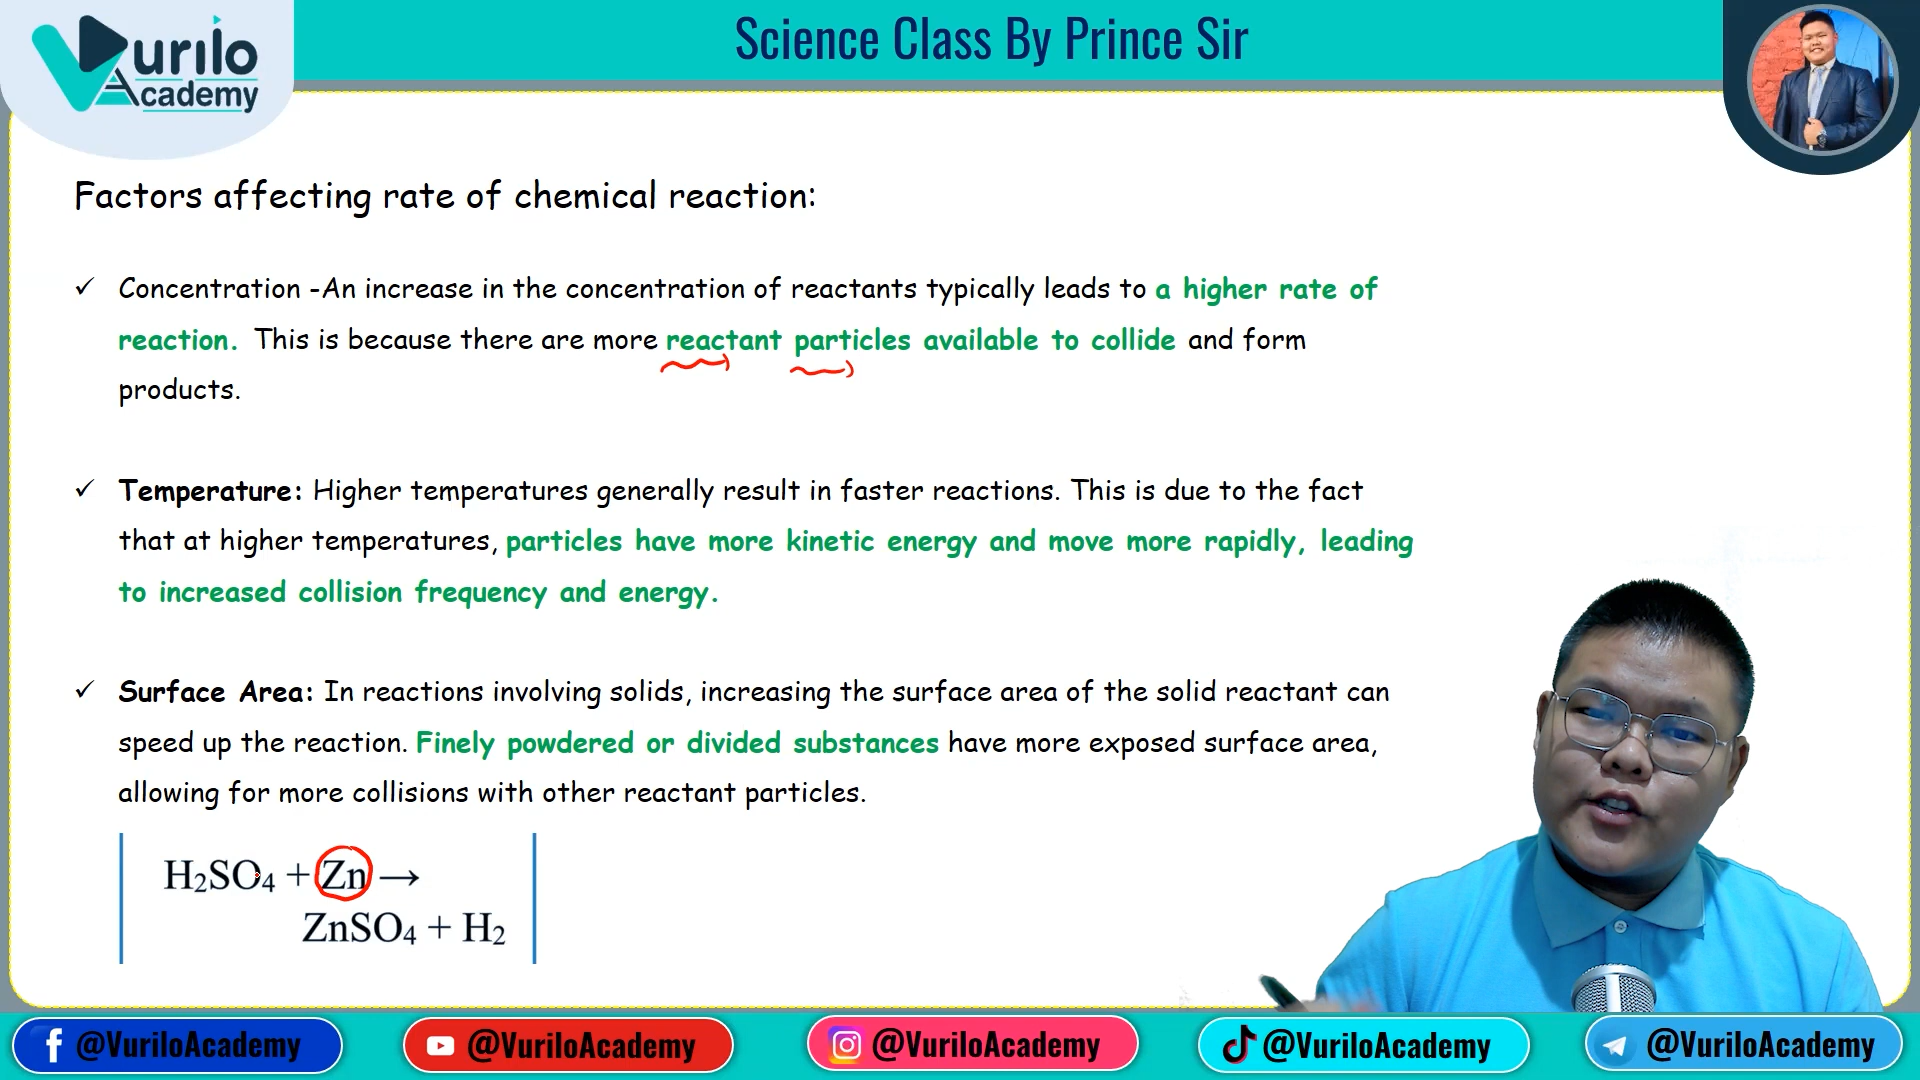 Vurilo
Academy
Science Class By Prince Sir
Factors affecting rate of chemical reaction:
✓ Concentration -An increase in the concentration of reactants typically leads to a higher rate of
reaction. This is because there are more reactant particles available to collide and form
products.
✓ Temperature: Higher temperatures generally result in faster reactions. This is due to the fact
that at higher temperatures, particles have more kinetic energy and move more rapidly, leading
to increased collision frequency and energy.
✓ Surface Area: In reactions involving solids, increasing the surface area of the solid reactant can
speed up the reaction. Finely powdered or divided substances have more exposed surface area,
allowing for more collisions with other reactant particles.
H₂SO₄ + Zn →
ZnSO₄ + H₂
@VuriloAcademy
@VuriloAcademy
@VuriloAcademy
@VuriloAcademy
@VuriloAcademy